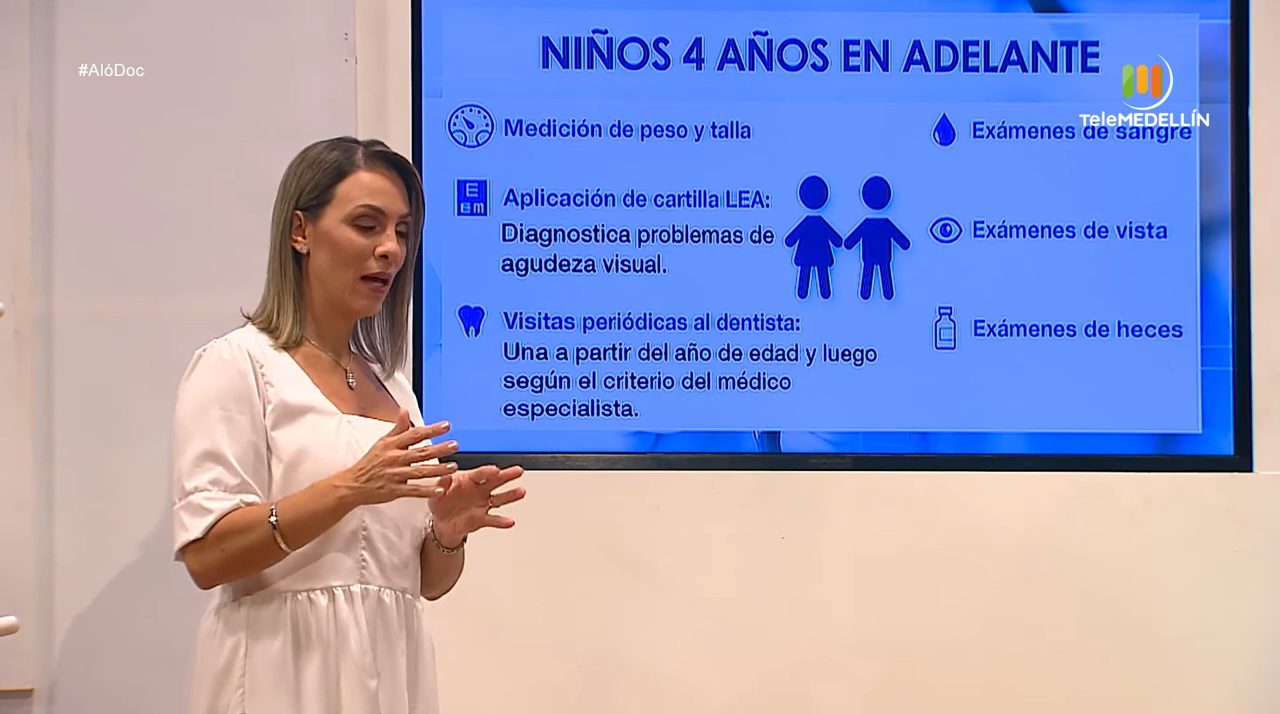 #AlóDoc
NIÑOS 4 AÑOS EN ADELANTE
TeleMEDELLÍN
Medición de peso y talla
E
Em
Aplicación de cartilla LEA:
Diagnostica problemas de
agudeza visual.
Visitas periódicas al dentista:
Una a partir del año de edad y luego
según el criterio del médico
especialista.
Exámenes de sangre
Exámenes de vista
Exámenes de heces